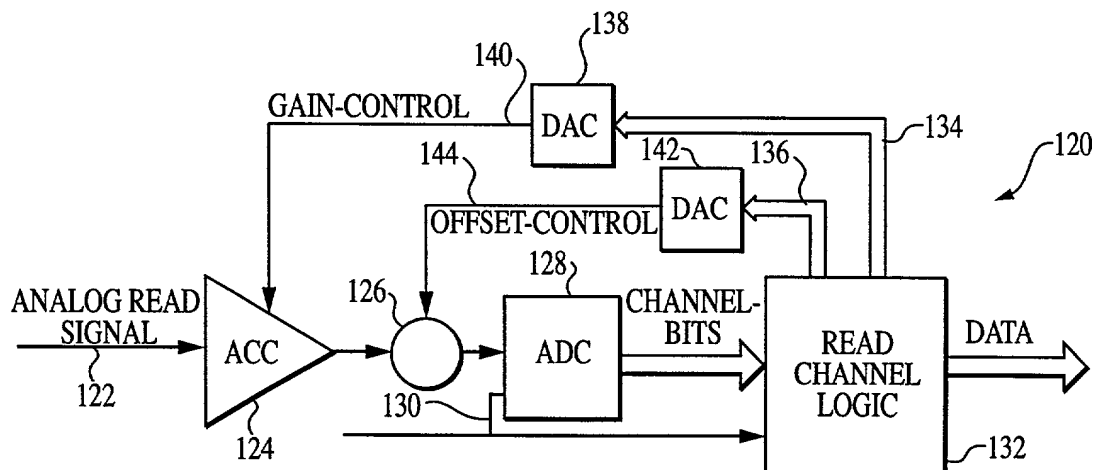 138
140
GAIN-CONTROL
DAC
134
142
136
120
144
DAC
OFFSET-CONTROL
128
ANALOG READ
SIGNAL
126
CHANNEL-
BITS
ACC
ADC
READ
CHANNEL
LOGIC
DATA
122
130
124
132